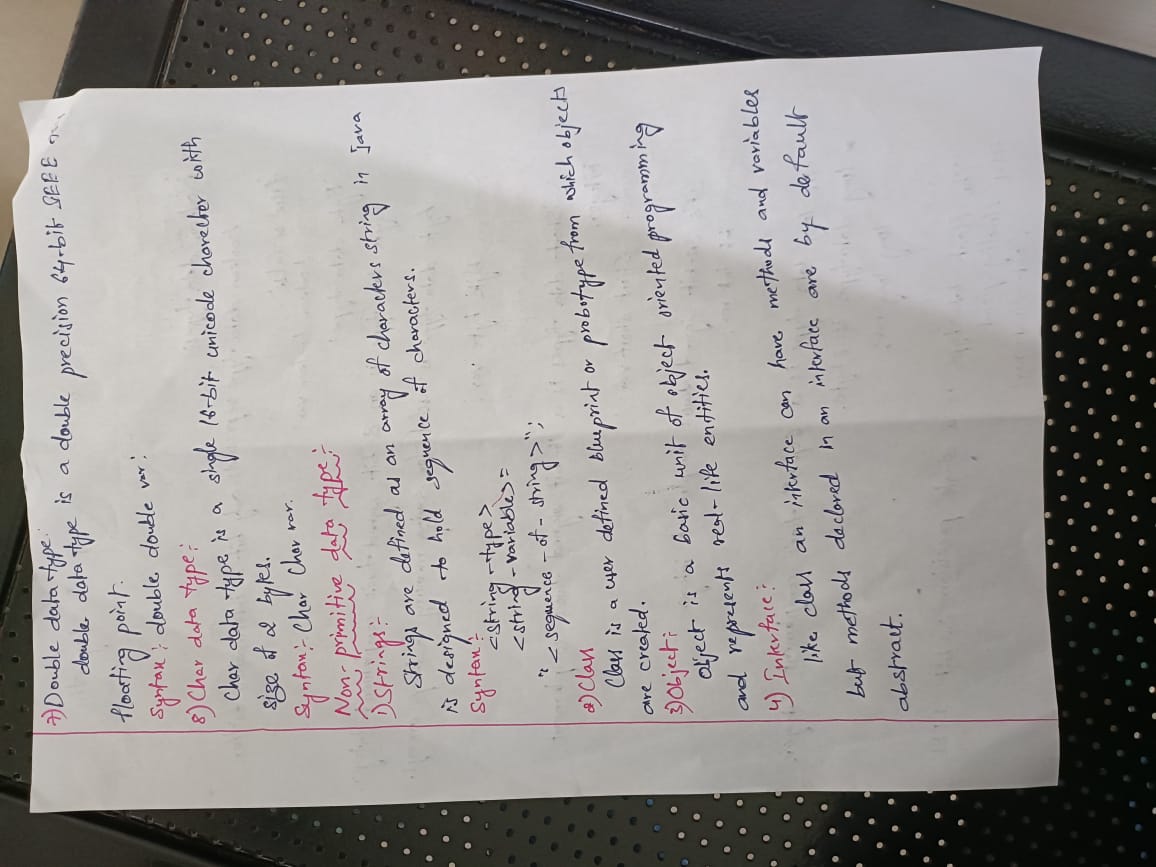 7) Double data type:
double data type is a double precision 64-bit IEEE
floating point.
Syntax: double double var:
8) Char data type:
Char data type is a single 16-bit unicode charecter with
size of 2 bytes.
Syntax: Char Char var.
Non-primitive data type:
1) Strings:-
Strings are defined as an array of characters string in Java
is designed to hold sequence of characters.
Syntax:
<string-type>
<string-variable> =
"<sequence-of-string>";
2) Class
Class is a user defined blueprint or probotype from which objects
are created.
3) Object:
Object is a basic unit of object oriented programming
and represents real-life entities.
4) Interface:
like class an interface can have methods and variables
but methods declared in an interface are by default
abstract.